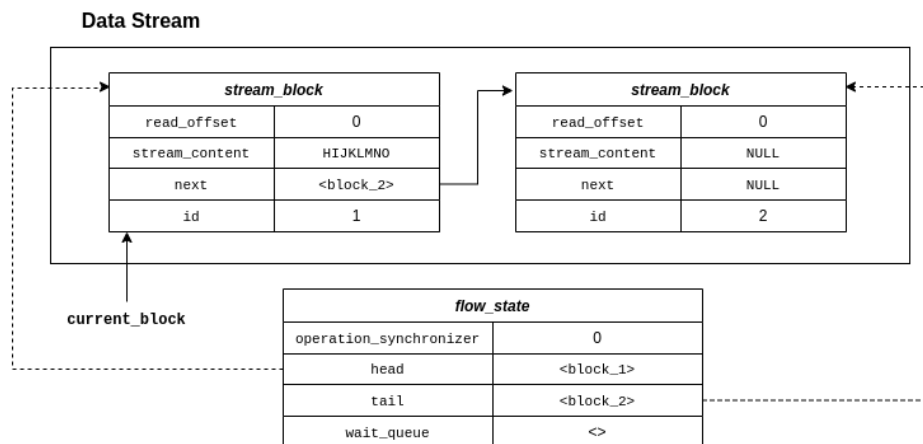 Data Stream
stream_block
read_offset 0
stream_content HIJKLMNO
next <block_2>
id 1
stream_block
read_offset 0
stream_content NULL
next NULL
id 2
current_block
flow_state
operation_synchronizer 0
head <block_1>
tail <block_2>
wait_queue <>